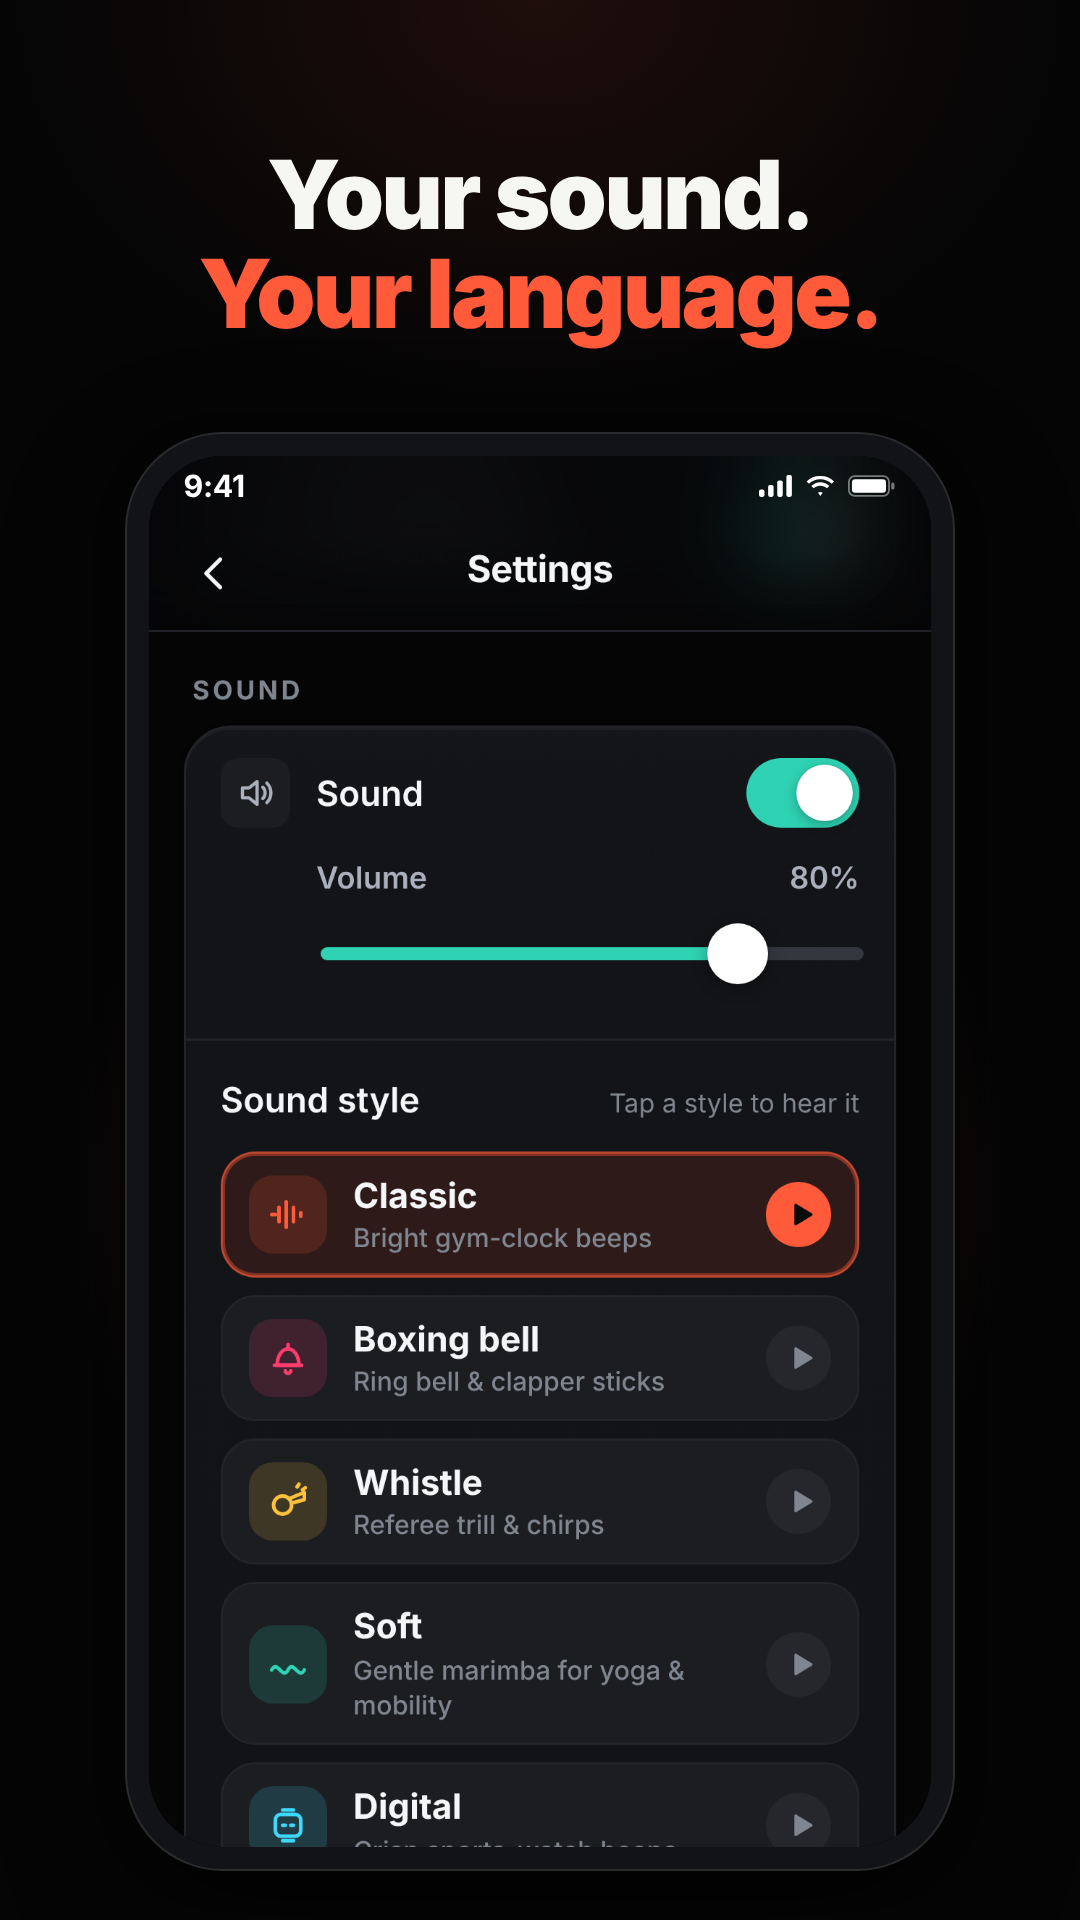 Your sound.
Your language.
9:41
Settings
SOUND
Sound
Volume 80%
Sound style Tap a style to hear it
Classic
Bright gym-clock beeps
Boxing bell
Ring bell & clapper sticks
Whistle
Referee trill & chirps
Soft
Gentle marimba for yoga &
mobility
Digital